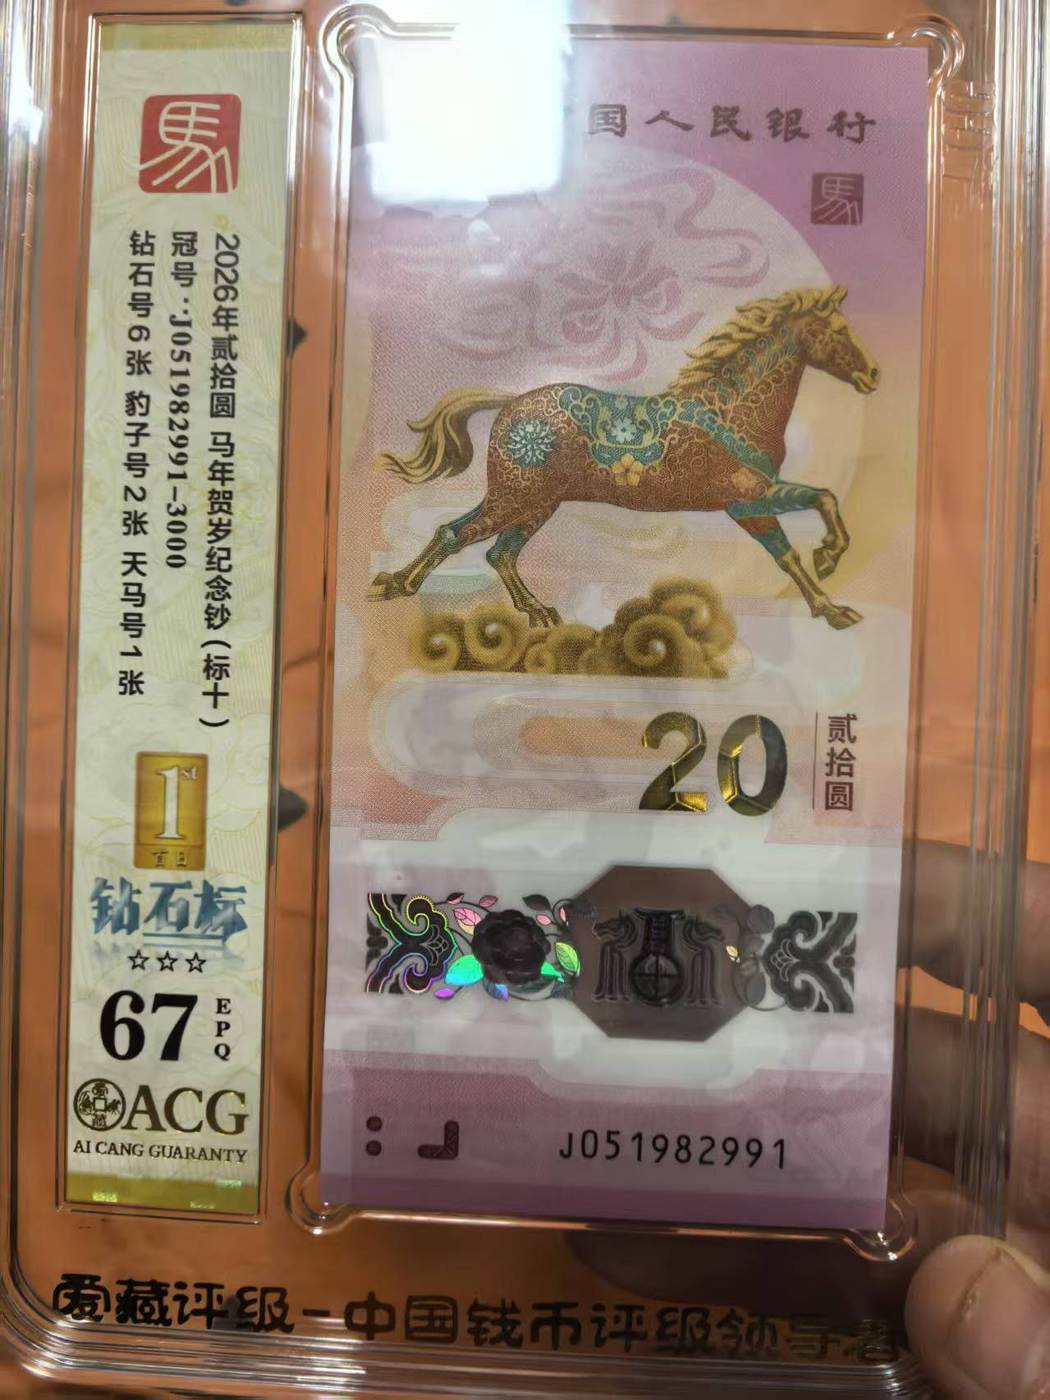 馬
2026年贰拾圆 马年贺岁纪念钞(标十)
冠号:J051982991-3000
钻石号6张 豹子号2张 天马号1张
1st
首日
钻石标
☆☆☆
67
EPQ
ACG
AI CANG GUARANTY
国人民银行
馬
20
贰拾圆
J051982991
爱藏评级-中国钱币评级领导者